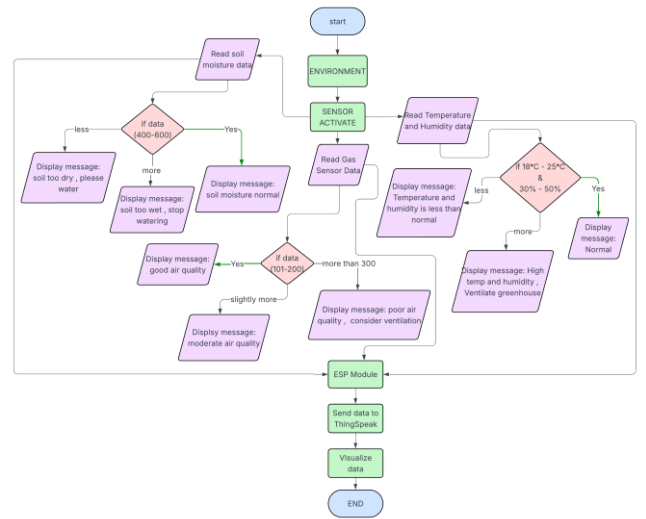 start
ENVIRONMENT
SENSOR
ACTIVATE
Read soil
moisture data
Read Temperature
and Humidity data
Read Gas
Sensor Data
if data
(400-600)
less
Yes
more
Display message:
soil too dry , please
water
Display message:
soil too wet , stop
watering
Display message:
soil moisture normal
If 18°C - 25°C
&
30% - 50%
less
Yes
more
Display message:
Temperature and
humidity is less than
normal
Display
message:
Normal
Display message: High
temp and humidity ,
Ventilate greenhouse
if data
(101-200)
Yes
more than 300
slightly more
Display message:
good air quality
Displsy message:
moderate air quality
Display message: poor air
quality , consider ventilation
ESP Module
Send data to
ThingSpeak
Visualize
data
END